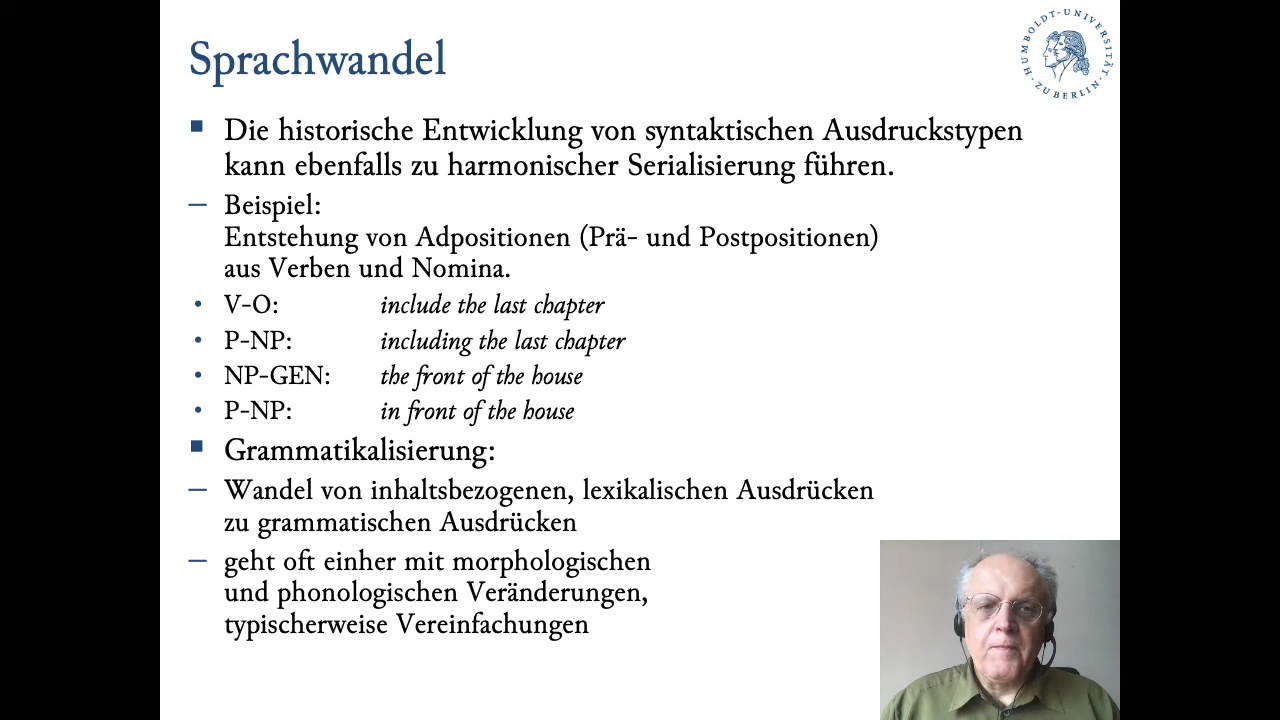 Sprachwandel
HUMBOLDT-UNIVERSITÄT ZU BERLIN
Die historische Entwicklung von syntaktischen Ausdruckstypen
kann ebenfalls zu harmonischer Serialisierung führen.
– Beispiel:
Entstehung von Adpositionen (Prä- und Postpositionen)
aus Verben und Nomina.
• V-O: include the last chapter
• P-NP: including the last chapter
• NP-GEN: the front of the house
• P-NP: in front of the house
Grammatikalisierung:
– Wandel von inhaltsbezogenen, lexikalischen Ausdrücken
zu grammatischen Ausdrücken
– geht oft einher mit morphologischen
und phonologischen Veränderungen,
typischerweise Vereinfachungen